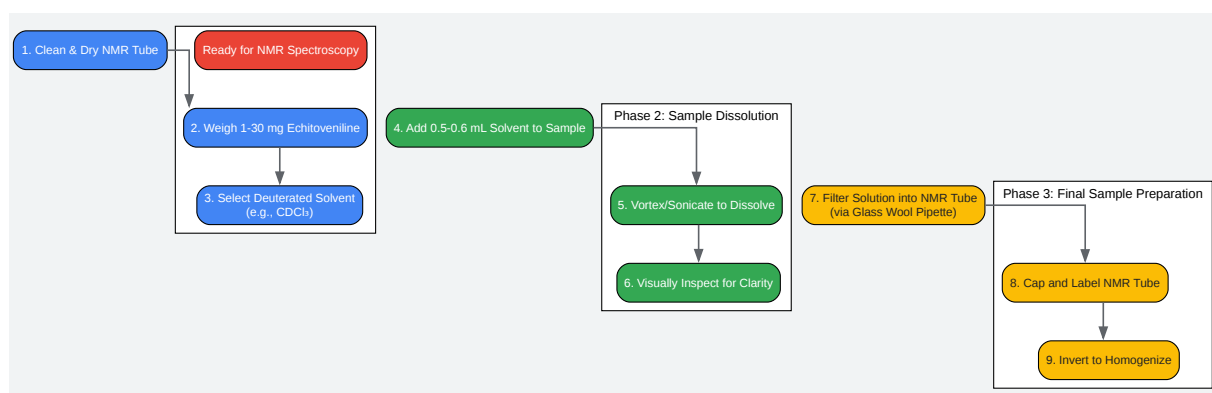 1. Clean & Dry NMR Tube
Ready for NMR Spectroscopy
2. Weigh 1-30 mg Echitoveniline
3. Select Deuterated Solvent
(e.g., CDCl₃)
4. Add 0.5-0.6 mL Solvent to Sample
Phase 2: Sample Dissolution
5. Vortex/Sonicate to Dissolve
6. Visually Inspect for Clarity
7. Filter Solution into NMR Tube
(via Glass Wool Pipette)
Phase 3: Final Sample Preparation
8. Cap and Label NMR Tube
9. Invert to Homogenize